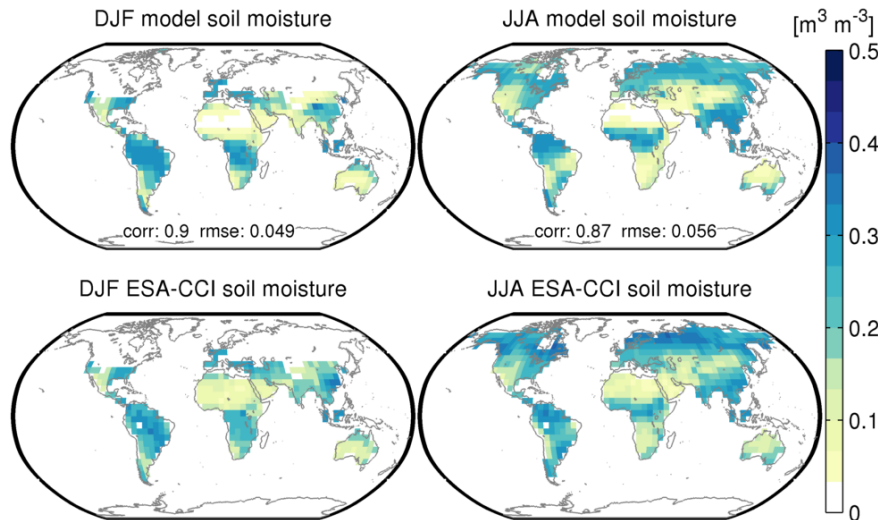 DJF model soil moisture
JJA model soil moisture
[m³ m⁻³]
corr: 0.9 rmse: 0.049
corr: 0.87 rmse: 0.056
DJF ESA-CCI soil moisture
JJA ESA-CCI soil moisture
0.5
0.4
0.3
0.2
0.1
0